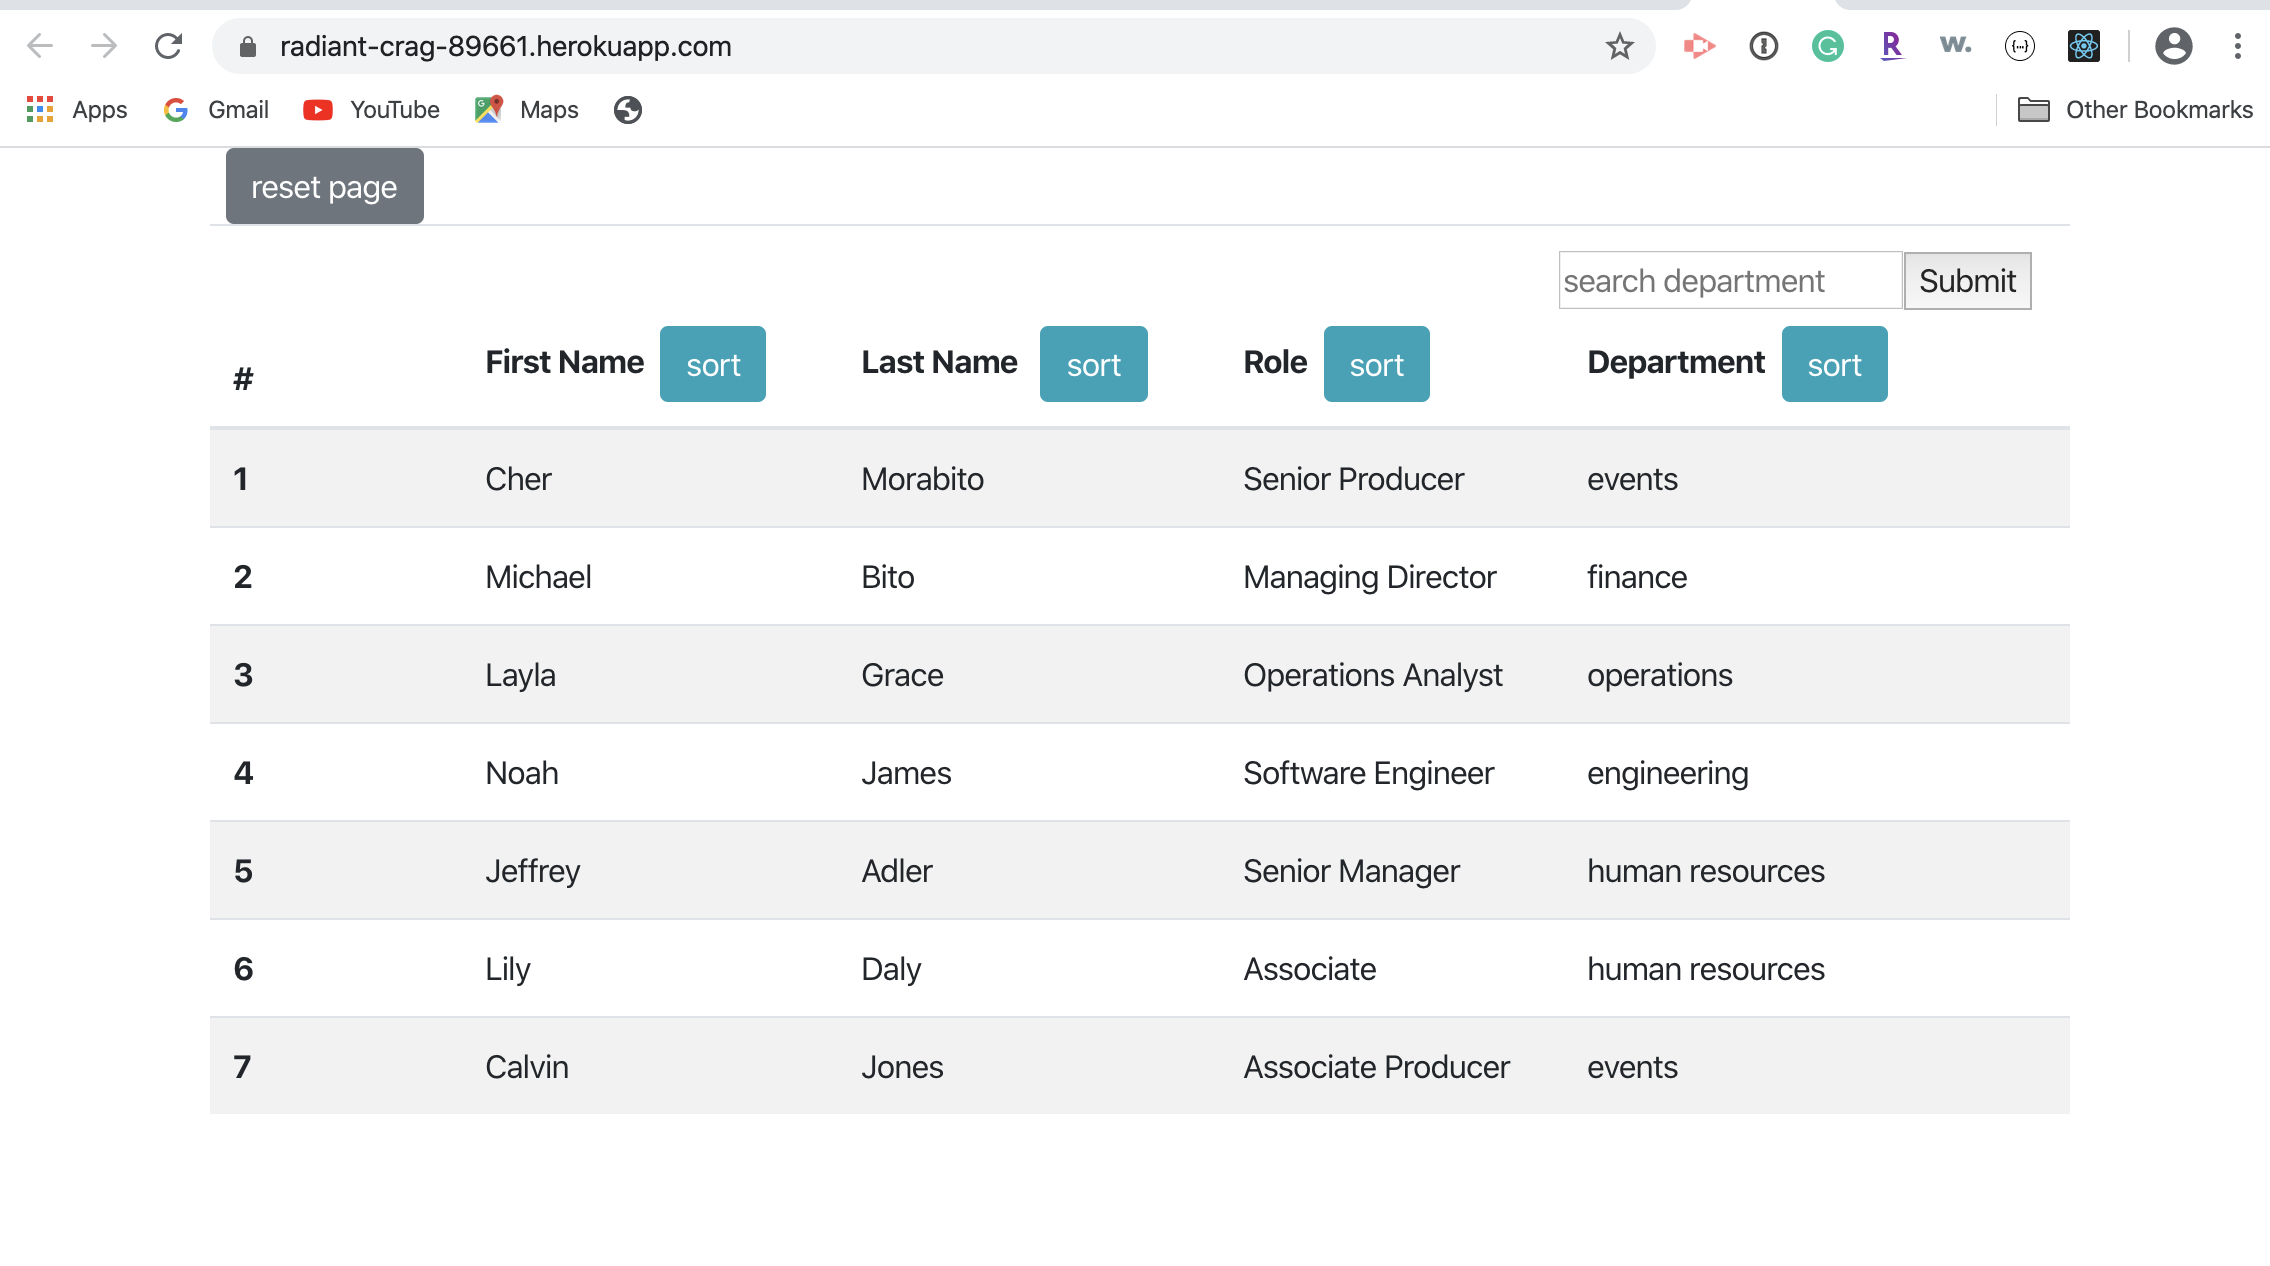 radiant-crag-89661.herokuapp.com
Apps Gmail YouTube Maps Other Bookmarks
reset page
search department Submit
# First Name sort Last Name sort Role sort Department sort
1 Cher Morabito Senior Producer events
2 Michael Bito Managing Director finance
3 Layla Grace Operations Analyst operations
4 Noah James Software Engineer engineering
5 Jeffrey Adler Senior Manager human resources
6 Lily Daly Associate human resources
7 Calvin Jones Associate Producer events